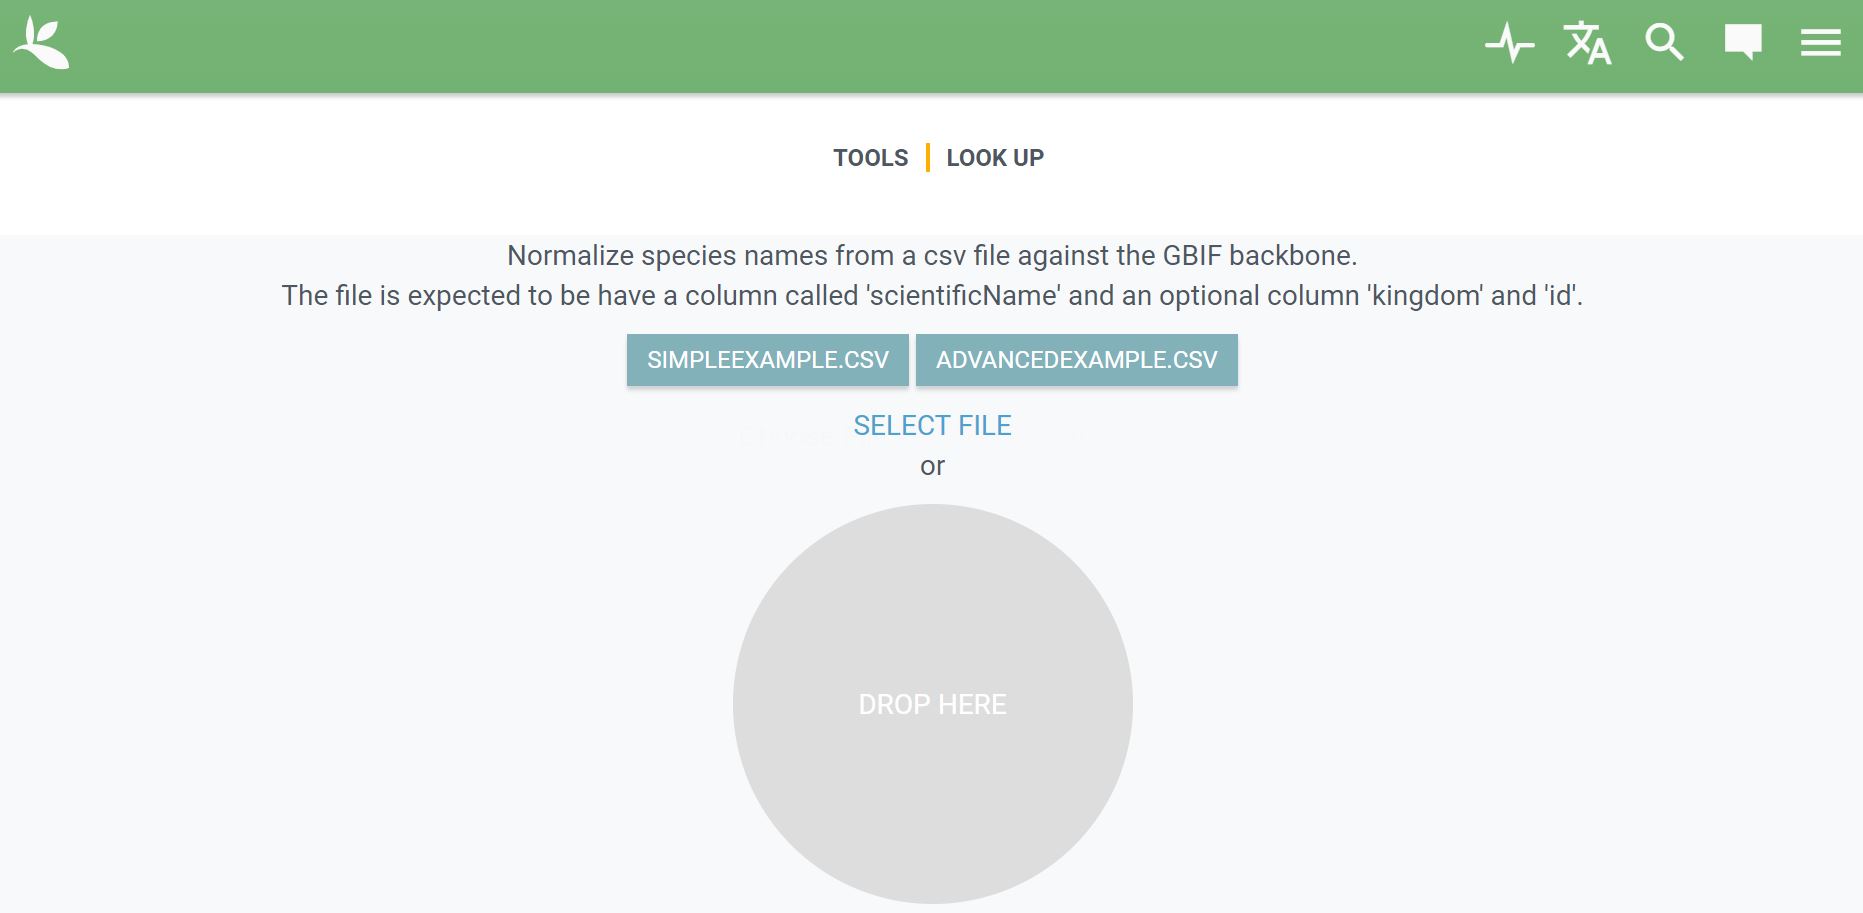 TOOLS LOOK UP
Normalize species names from a csv file against the GBIF backbone.
The file is expected to be have a column called 'scientificName' and an optional column 'kingdom' and 'id'.
SIMPLEEXAMPLE.CSV ADVANCEDEXAMPLE.CSV
SELECT FILE
or
DROP HERE